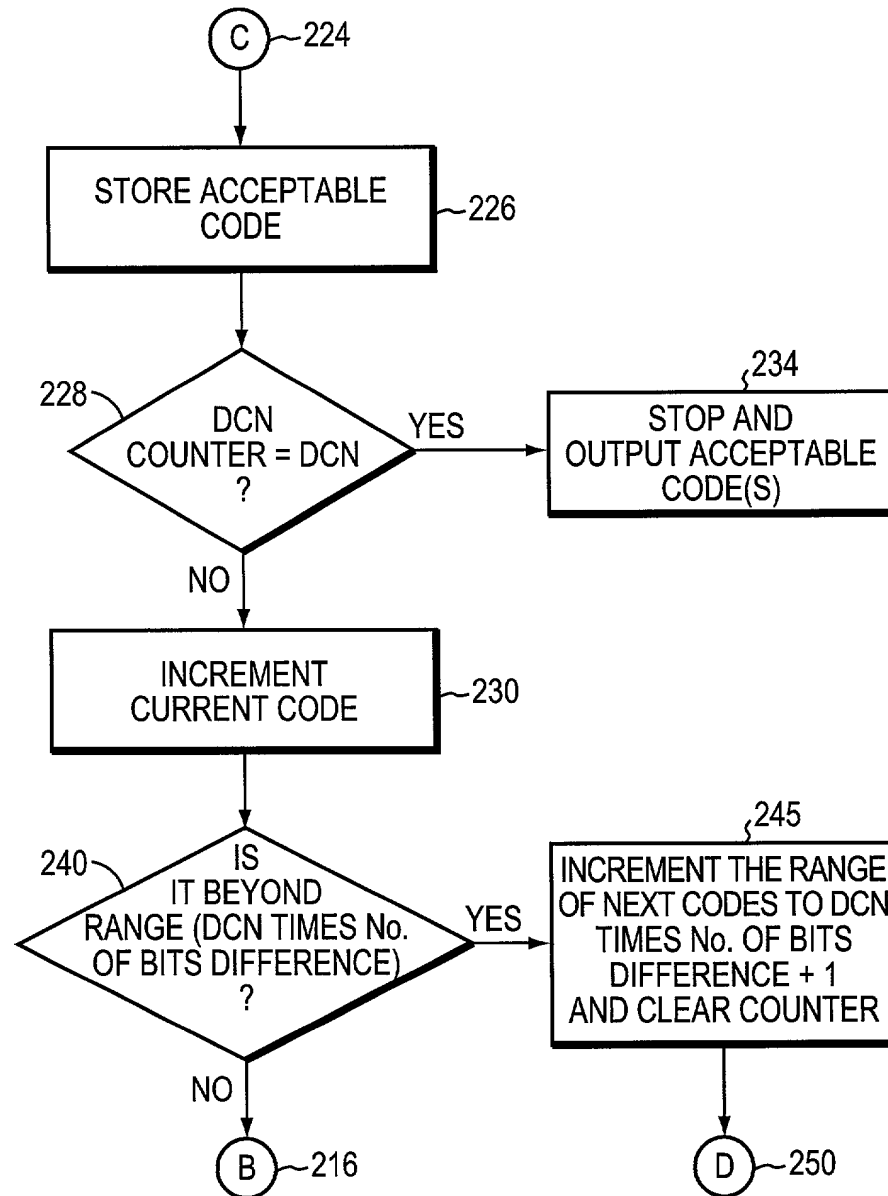 C
224
STORE ACCEPTABLE
CODE
226
228
DCN
COUNTER = DCN
?
YES
234
STOP AND
OUTPUT ACCEPTABLE
CODE(S)
NO
INCREMENT
CURRENT CODE
230
240
IS
IT BEYOND
RANGE (DCN TIMES No.
OF BITS DIFFERENCE)
?
YES
245
INCREMENT THE RANGE
OF NEXT CODES TO DCN
TIMES No. OF BITS
DIFFERENCE + 1
AND CLEAR COUNTER
NO
B
216
D
250